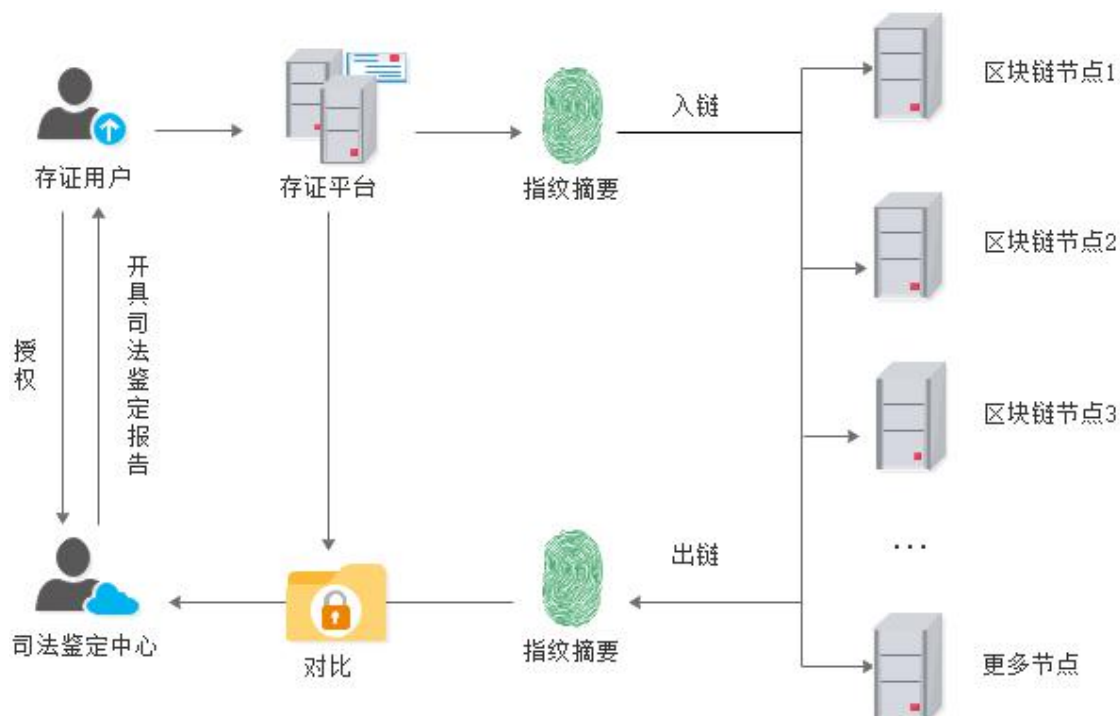 区块链节点1
入链
存证用户
存证平台
指纹摘要
区块链节点2
开具司法鉴定报告
授权
区块链节点3
出链
...
司法鉴定中心
对比
指纹摘要
更多节点